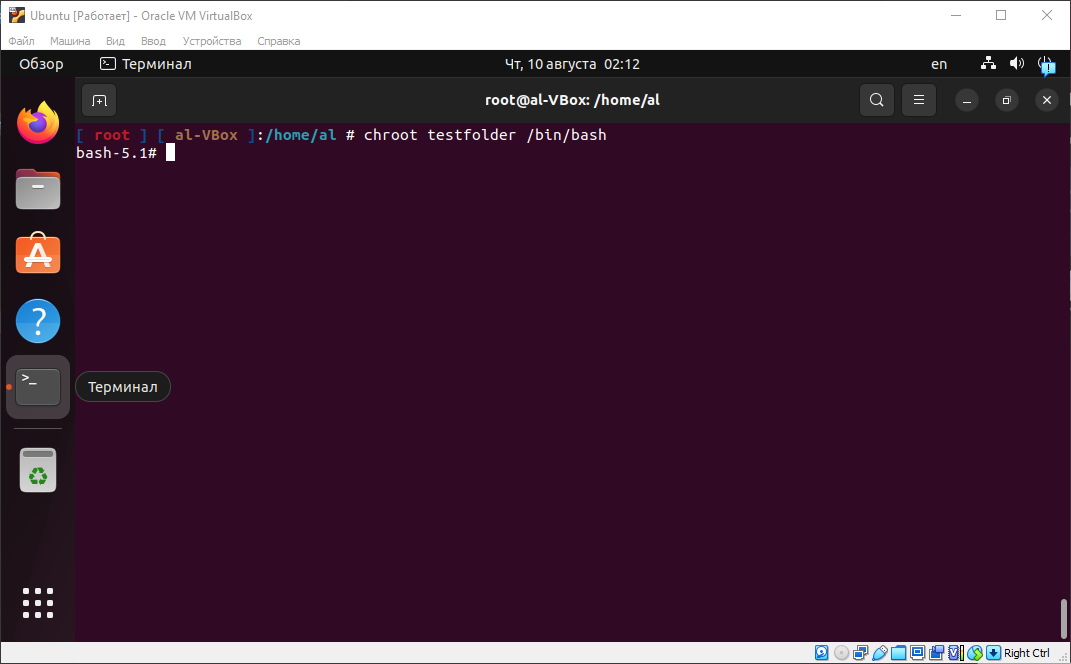 Ubuntu [Работает] - Oracle VM VirtualBox
Файл Машина Вид Ввод Устройства Справка
Обзор Терминал Чт, 10 августа 02:12 en
root@al-VBox: /home/al
[ root ] [ al-VBox ]:/home/al # chroot testfolder /bin/bash
bash-5.1#
Терминал
Right Ctrl